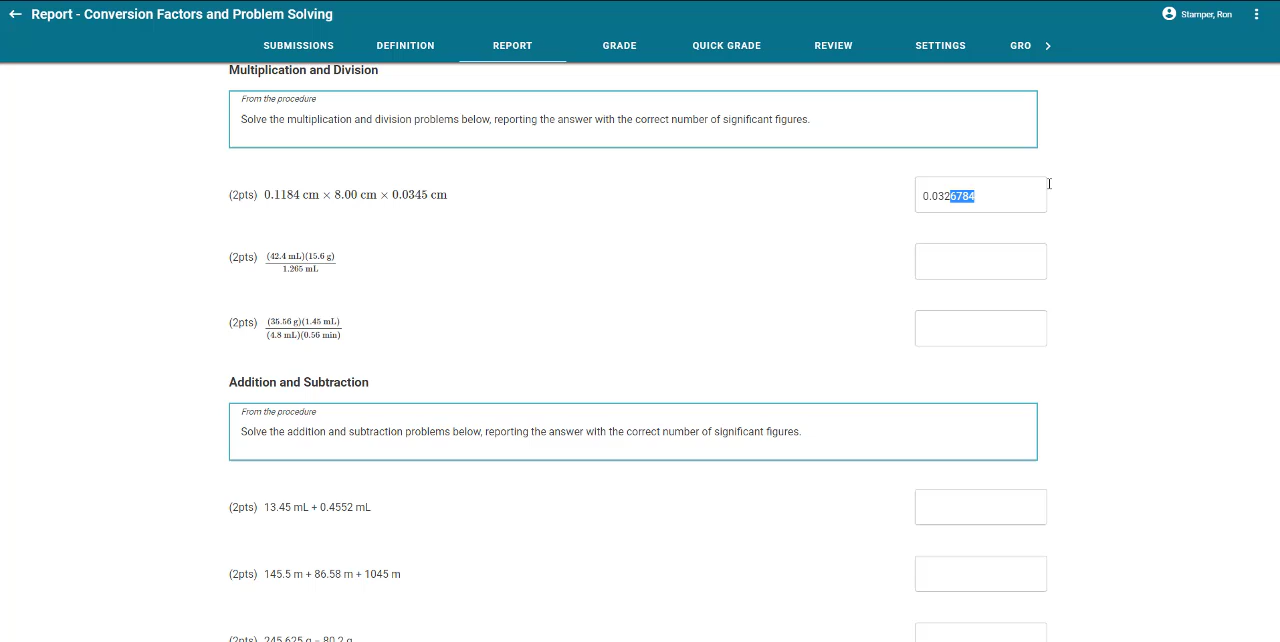 Report - Conversion Factors and Problem Solving
Stamper, Ron
SUBMISSIONS DEFINITION REPORT GRADE QUICK GRADE REVIEW SETTINGS GRO
Multiplication and Division
From the procedure
Solve the multiplication and division problems below, reporting the answer with the correct number of significant figures.
(2pts) 0.1184 cm × 8.00 cm × 0.0345 cm
0.0326784
(2pts) (42.4 mL)(15.6 g)
1.265 mL
(2pts) (35.56 g)(1.45 mL)
(4.8 mL)(0.56 min)
Addition and Subtraction
From the procedure
Solve the addition and subtraction problems below, reporting the answer with the correct number of significant figures.
(2pts) 13.45 mL + 0.4552 mL
(2pts) 145.5 m + 86.58 m + 1045 m
(2pts) 245.625 g – 80.2 g